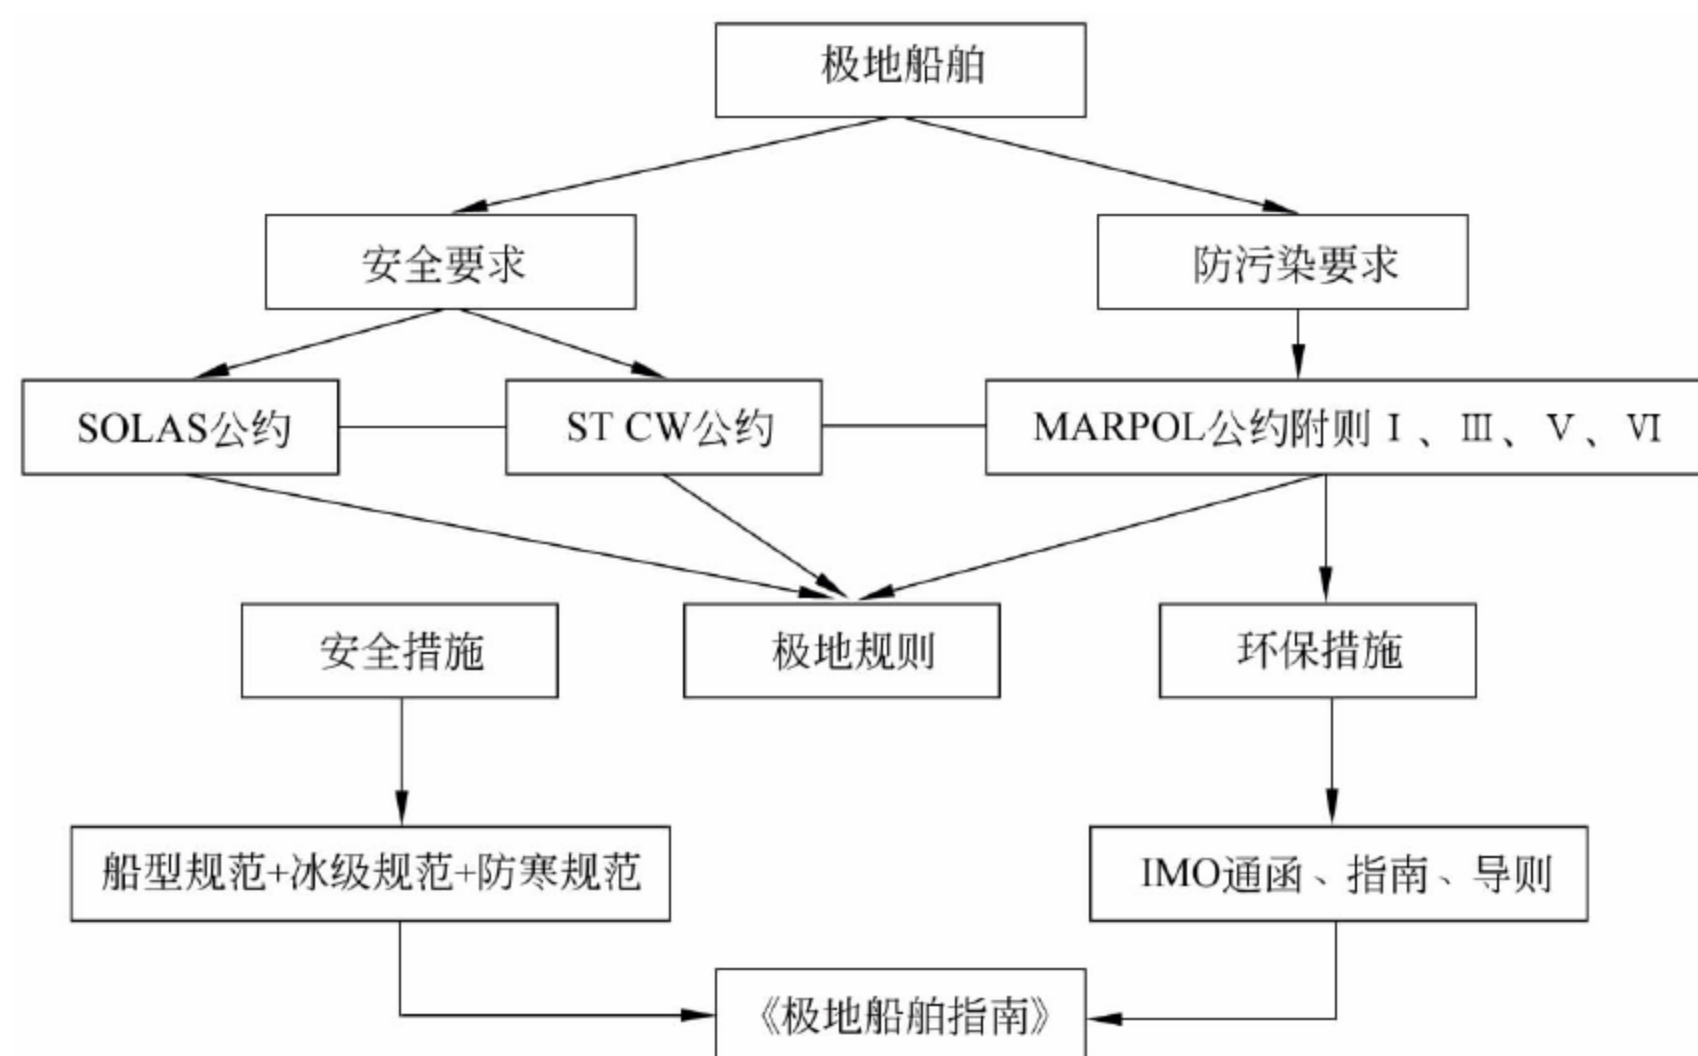 极地船舶
安全要求
防污染要求
SOLAS公约
ST CW公约
MARPOL公约附则Ⅰ、Ⅲ、Ⅴ、Ⅵ
安全措施
极地规则
环保措施
船型规范+冰级规范+防寒规范
IMO通函、指南、导则
《极地船舶指南》